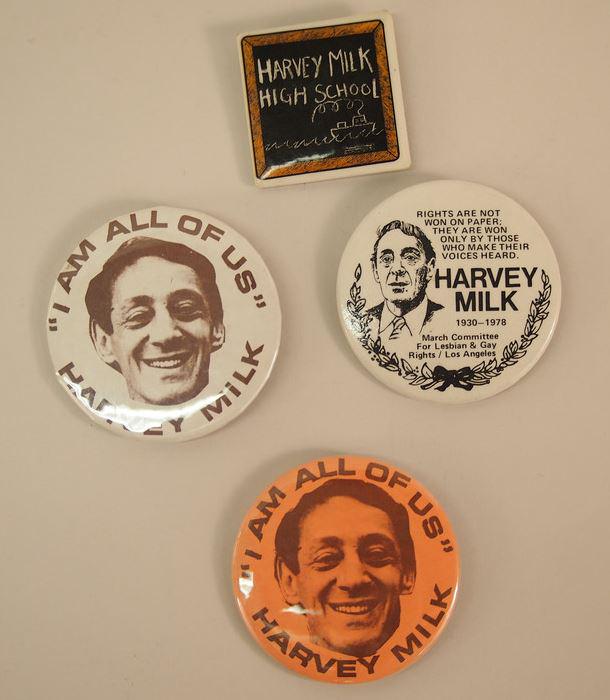 HARVEY MILK
HIGH SCHOOL
"I AM ALL OF US"
HARVEY MILK
RIGHTS ARE NOT
WON ON PAPER;
THEY ARE WON
ONLY BY THOSE
WHO MAKE THEIR
VOICES HEARD.
HARVEY
MILK
1930–1978
March Committee
For Lesbian & Gay
Rights / Los Angeles
"I AM ALL OF US"
HARVEY MILK